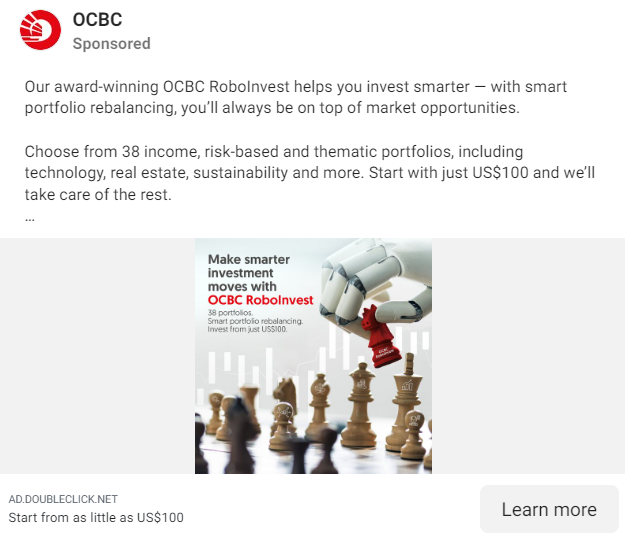 OCBC
Sponsored
Our award-winning OCBC RoboInvest helps you invest smarter — with smart
portfolio rebalancing, you’ll always be on top of market opportunities.
Choose from 38 income, risk-based and thematic portfolios, including
technology, real estate, sustainability and more. Start with just US$100 and we’ll
take care of the rest.
...
Make smarter
investment
moves with
OCBC RoboInvest
38 portfolios.
Smart portfolio rebalancing.
Invest from just US$100.
OCBC
AD.DOUBLECLICK.NET
Start from as little as US$100
Learn more